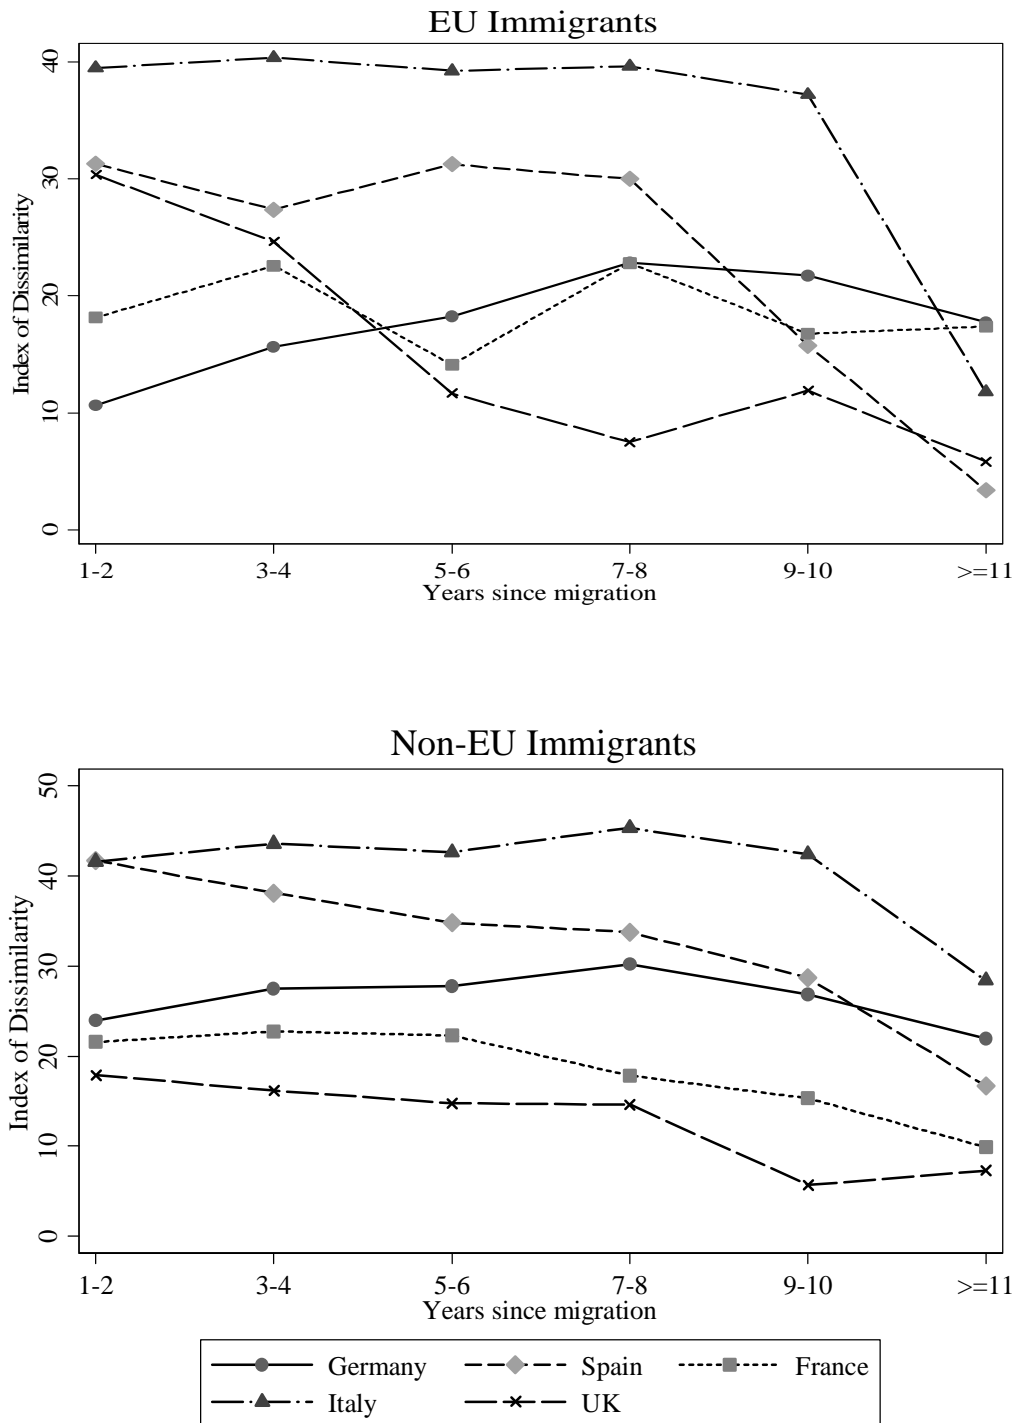 EU Immigrants
Index of Dissimilarity
40
30
20
10
0
1-2 3-4 5-6 7-8 9-10 >=11
Years since migration
Non-EU Immigrants
Index of Dissimilarity
50
40
30
20
10
0
1-2 3-4 5-6 7-8 9-10 >=11
Years since migration
Germany Spain France
Italy UK